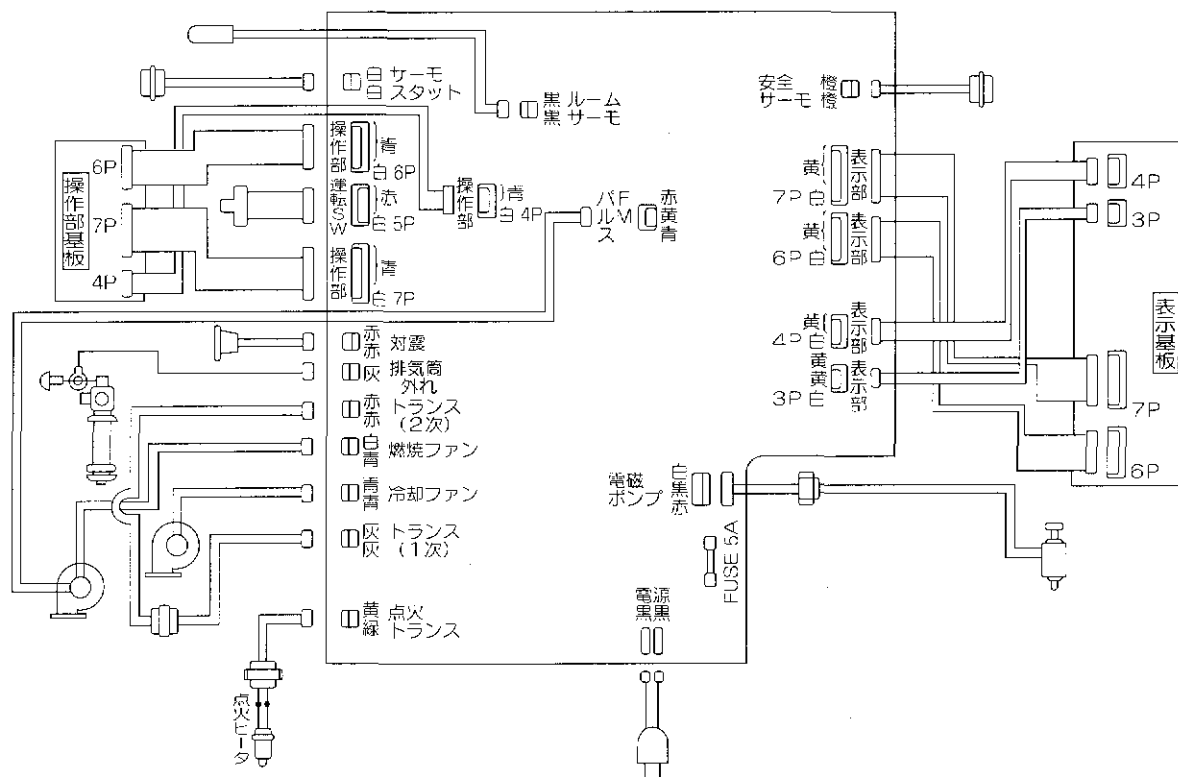 白 サーモ
白 スタット
黒 ルーム
黒 サーモ
安全 橙
サーモ 橙
操作部基板
6P
7P
4P
操作部
青
白 6P
運転SW
赤
白 5P
操作部
青
白 7P
操作部
青
白 4P
パルス
FM
赤
黄
青
黄
7P 白
表示部
黄
6P 白
表示部
黄
4P 白
表示部
黄
黄
3P 白
表示部
4P
3P
表示基板
7P
6P
赤
赤 対震
灰 排気筒
外れ
赤 トランス
赤 (2次)
白
青 燃焼ファン
青
青 冷却ファン
灰 トランス
灰 (1次)
黄 点火
緑 トランス
点火ヒータ
電磁
ポンプ
白
黒
赤
FUSE 5A
電源
黒黒